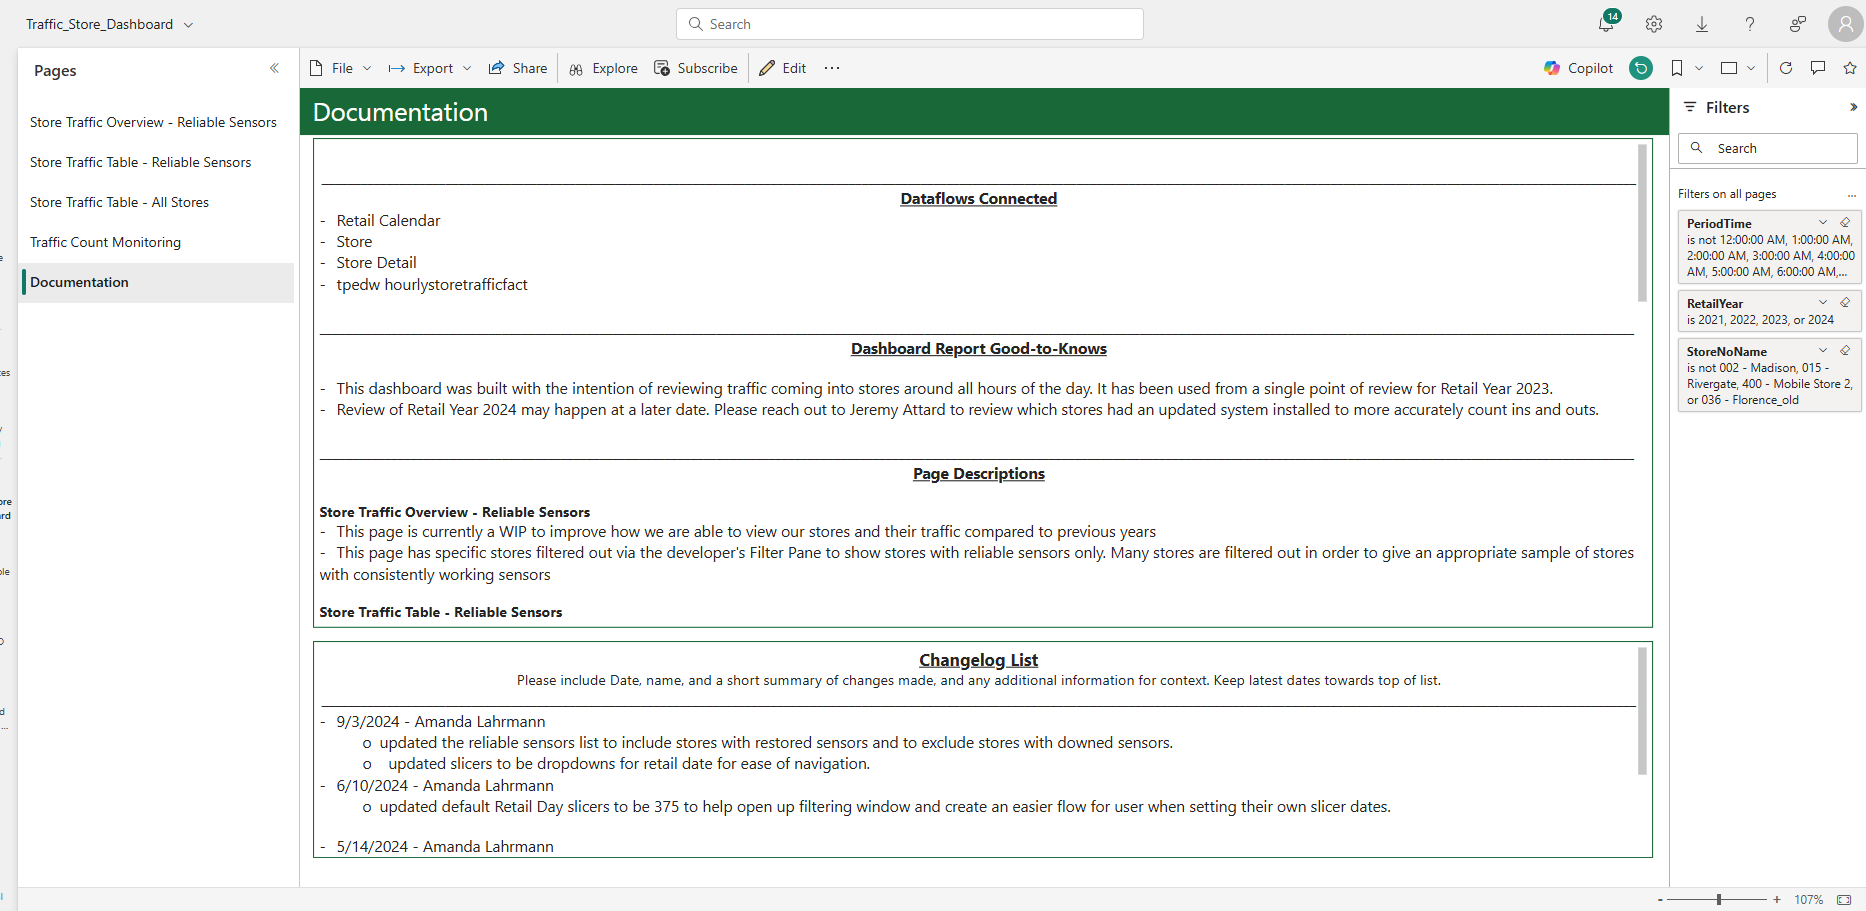 Traffic_Store_Dashboard
Search
14
Pages
File
Export
Share
Explore
Subscribe
Edit
Copilot
Store Traffic Overview - Reliable Sensors
Store Traffic Table - Reliable Sensors
Store Traffic Table - All Stores
Traffic Count Monitoring
Documentation
Documentation
Dataflows Connected
- Retail Calendar
- Store
- Store Detail
- tpedw hourlystoretrafficfact
Dashboard Report Good-to-Knows
- This dashboard was built with the intention of reviewing traffic coming into stores around all hours of the day. It has been used from a single point of review for Retail Year 2023.
- Review of Retail Year 2024 may happen at a later date. Please reach out to Jeremy Attard to review which stores had an updated system installed to more accurately count ins and outs.
Page Descriptions
Store Traffic Overview - Reliable Sensors
- This page is currently a WIP to improve how we are able to view our stores and their traffic compared to previous years
- This page has specific stores filtered out via the developer's Filter Pane to show stores with reliable sensors only. Many stores are filtered out in order to give an appropriate sample of stores
with consistently working sensors
Store Traffic Table - Reliable Sensors
Changelog List
Please include Date, name, and a short summary of changes made, and any additional information for context. Keep latest dates towards top of list.
- 9/3/2024 - Amanda Lahrmann
o updated the reliable sensors list to include stores with restored sensors and to exclude stores with downed sensors.
o updated slicers to be dropdowns for retail date for ease of navigation.
- 6/10/2024 - Amanda Lahrmann
o updated default Retail Day slicers to be 375 to help open up filtering window and create an easier flow for user when setting their own slicer dates.
- 5/14/2024 - Amanda Lahrmann
Filters
Search
Filters on all pages
...
PeriodTime
is not 12:00:00 AM, 1:00:00 AM,
2:00:00 AM, 3:00:00 AM, 4:00:00
AM, 5:00:00 AM, 6:00:00 AM,...
RetailYear
is 2021, 2022, 2023, or 2024
StoreNoName
is not 002 - Madison, 015 -
Rivergate, 400 - Mobile Store 2,
or 036 - Florence_old
- + 107%